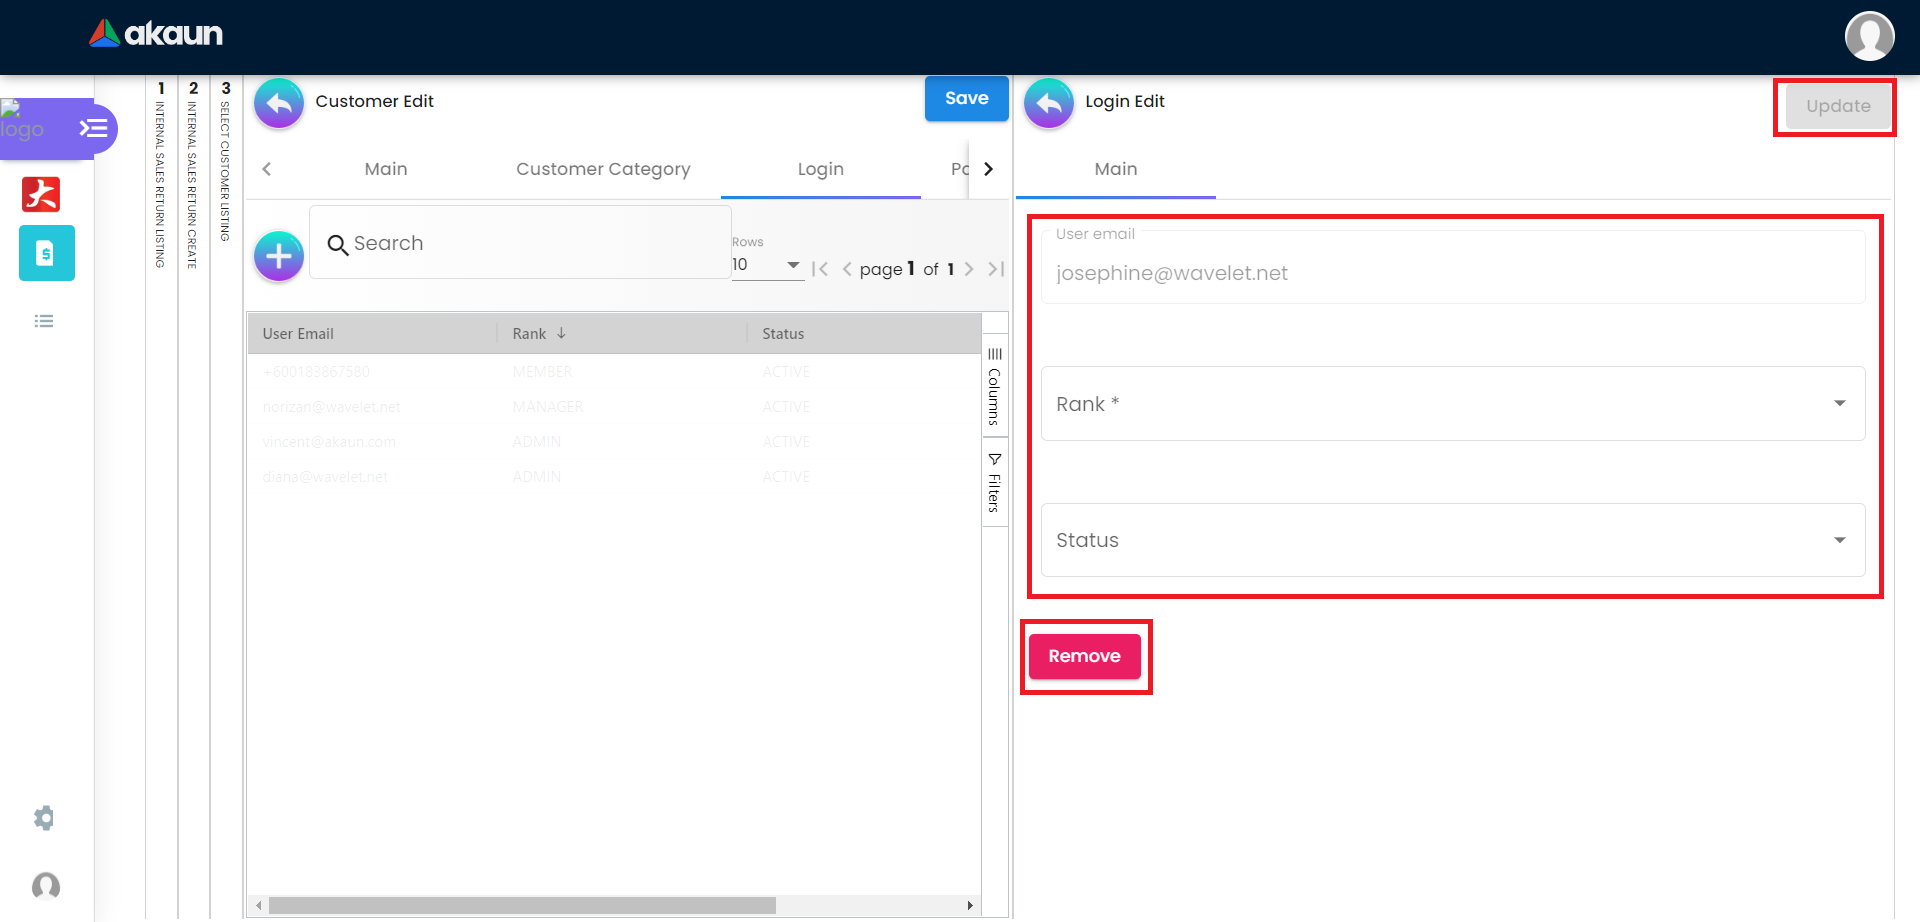 akaun
logo
1 INTERNAL SALES RETURN LISTING
2 INTERNAL SALES RETURN CREATE
3 SELECT CUSTOMER LISTING
Customer Edit
Save
Main
Customer Category
Login
Po
Search
Rows
10
page 1 of 1
User Email Rank Status
+600183867580 MEMBER ACTIVE
norizan@wavelet.net MANAGER ACTIVE
vincent@akaun.com ADMIN ACTIVE
diana@wavelet.net ADMIN ACTIVE
Columns
Filters
Login Edit
Update
Main
User email
josephine@wavelet.net
Rank *
Status
Remove